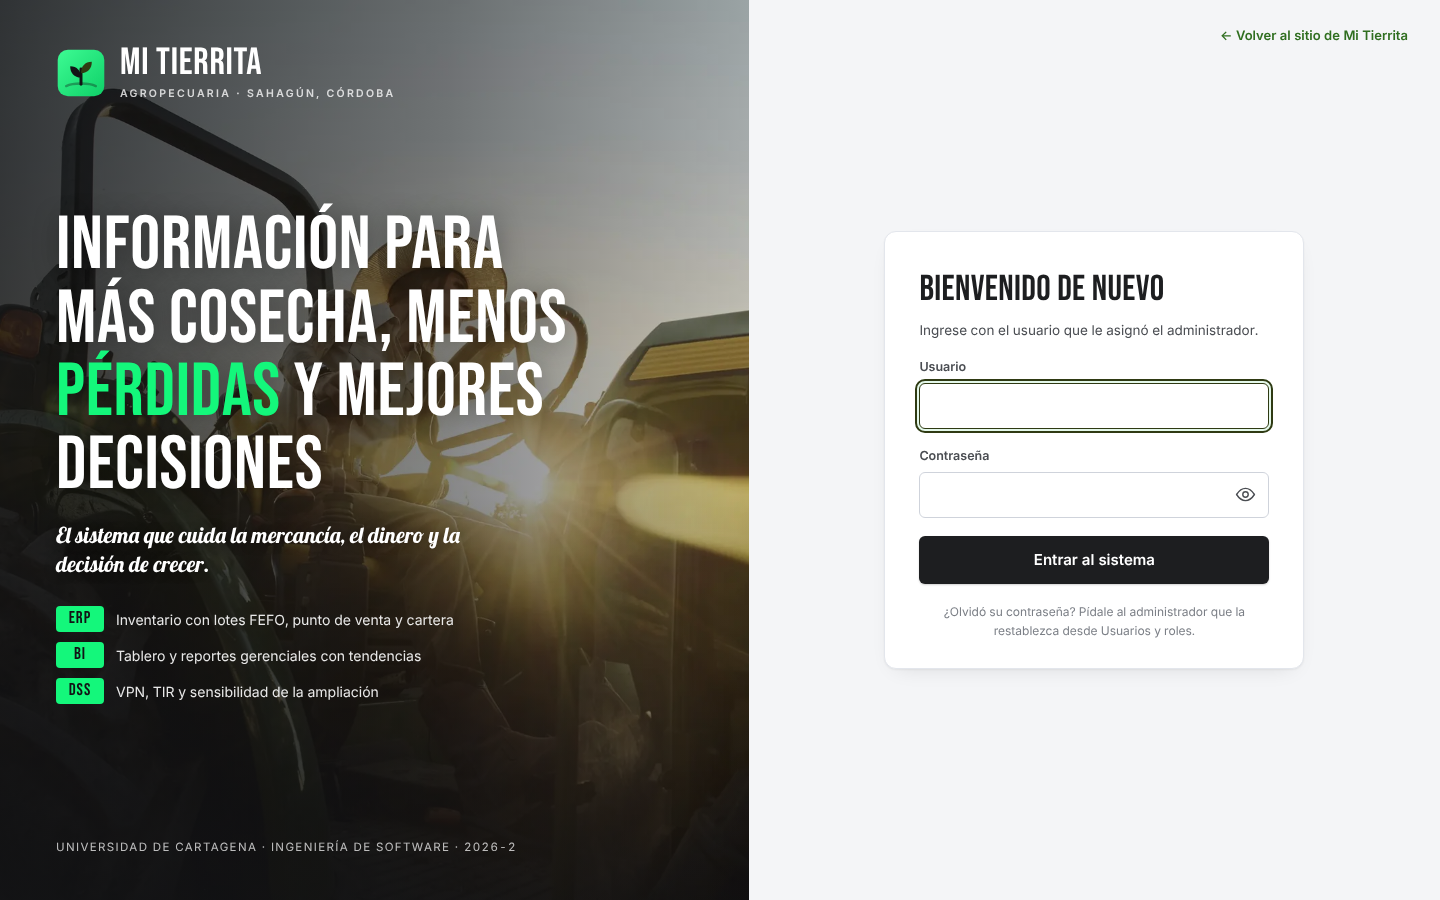 MI TIERRITA
AGROPECUARIA · SAHAGÚN, CÓRDOBA
INFORMACIÓN PARA
MÁS COSECHA, MENOS
PÉRDIDAS Y MEJORES
DECISIONES
El sistema que cuida la mercancía, el dinero y la
decisión de crecer.
ERP Inventario con lotes FEFO, punto de venta y cartera
BI Tablero y reportes gerenciales con tendencias
DSS VPN, TIR y sensibilidad de la ampliación
UNIVERSIDAD DE CARTAGENA · INGENIERÍA DE SOFTWARE · 2026-2
← Volver al sitio de Mi Tierrita
BIENVENIDO DE NUEVO
Ingrese con el usuario que le asignó el administrador.
Usuario
Contraseña
Entrar al sistema
¿Olvidó su contraseña? Pídale al administrador que la
restablezca desde Usuarios y roles.